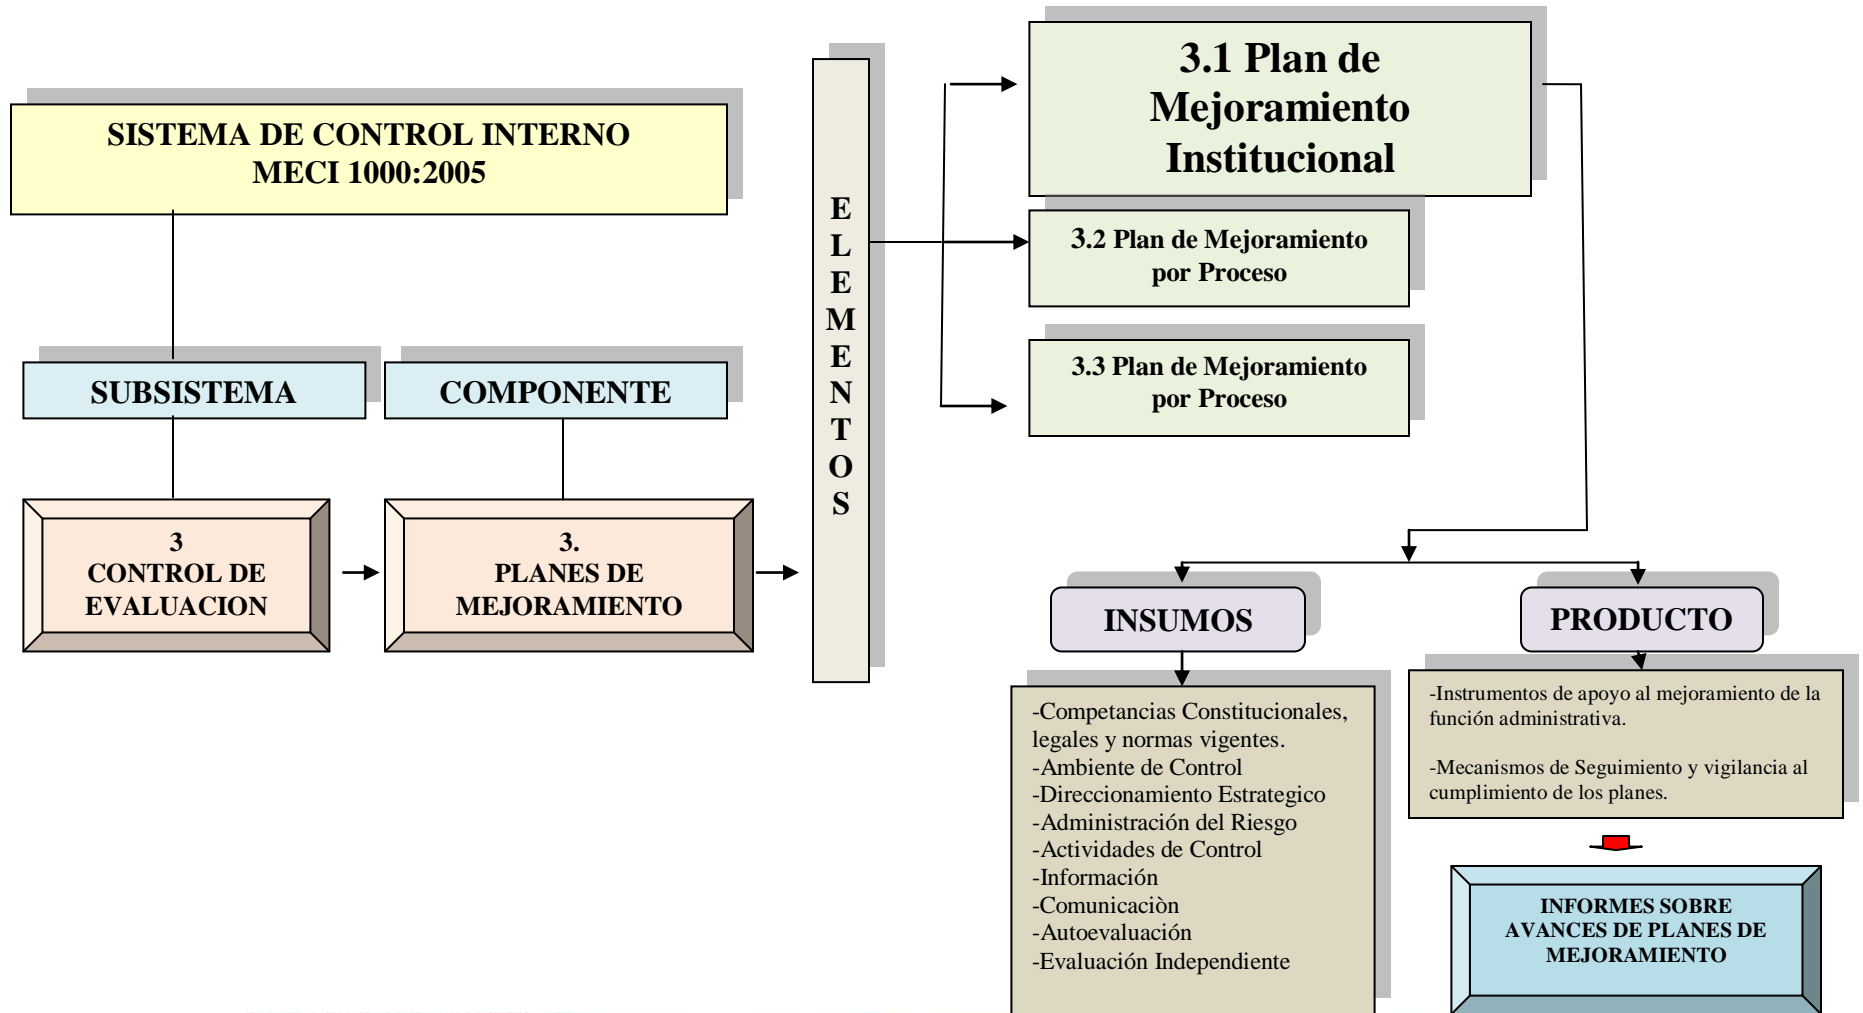 SISTEMA DE CONTROL INTERNO
MECI 1000:2005
SUBSISTEMA
COMPONENTE
3
CONTROL DE
EVALUACION
3.
PLANES DE
MEJORAMIENTO
E
L
E
M
E
N
T
O
S
3.1 Plan de
Mejoramiento
Institucional
3.2 Plan de Mejoramiento
por Proceso
3.3 Plan de Mejoramiento
por Proceso
INSUMOS
-Competancias Constitucionales,
legales y normas vigentes.
-Ambiente de Control
-Direccionamiento Estrategico
-Administración del Riesgo
-Actividades de Control
-Información
-Comunicaciòn
-Autoevaluación
-Evaluación Independiente
PRODUCTO
-Instrumentos de apoyo al mejoramiento de la
función administrativa.
-Mecanismos de Seguimiento y vigilancia al
cumplimiento de los planes.
INFORMES SOBRE
AVANCES DE PLANES DE
MEJORAMIENTO